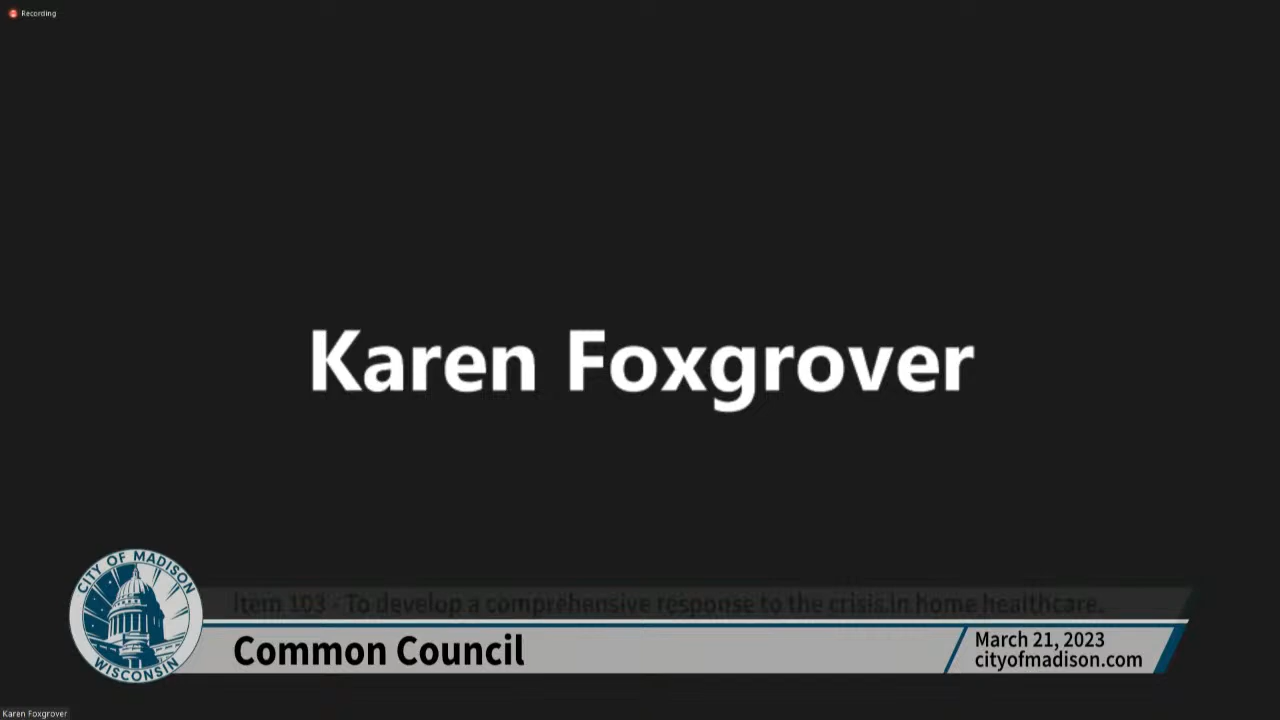 Recording
Karen Foxgrover
CITY OF MADISON
WISCONSIN
Item 103 - To develop a comprehensive response to the crisis in home healthcare.
Common Council
March 21, 2023
cityofmadison.com
Karen Foxgrover